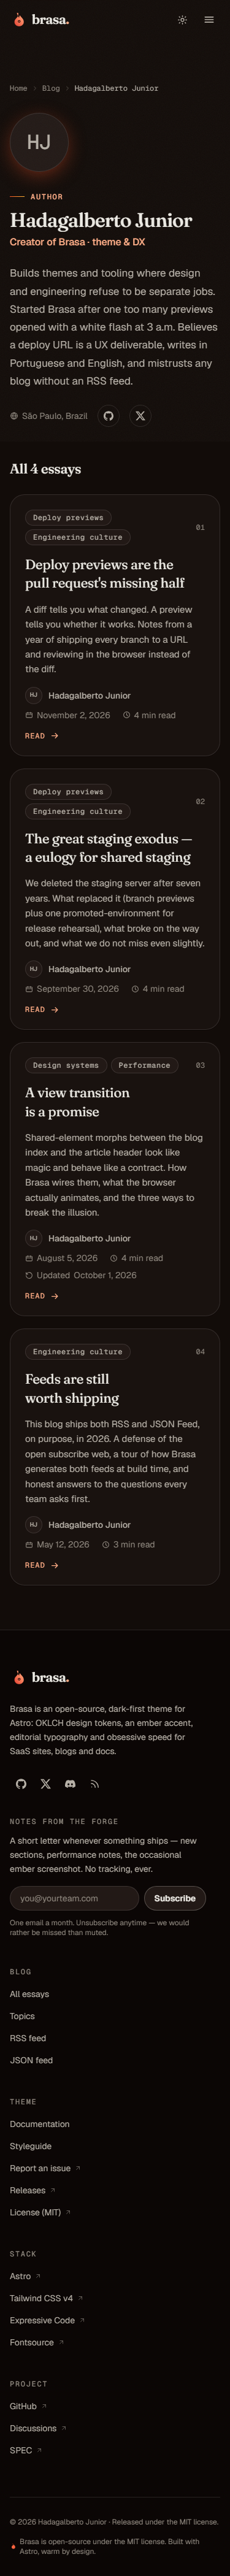 brasa.
Home > Blog > Hadagalberto Junior
HJ
AUTHOR
Hadagalberto Junior
Creator of Brasa · theme & DX
Builds themes and tooling where design
and engineering refuse to be separate jobs.
Started Brasa after one too many previews
opened with a white flash at 3 a.m. Believes
a deploy URL is a UX deliverable, writes in
Portuguese and English, and mistrusts any
blog without an RSS feed.
São Paulo, Brazil
All 4 essays
Deploy previews
Engineering culture
01
Deploy previews are the
pull request's missing half
A diff tells you what changed. A preview
tells you whether it works. Notes from a
year of shipping every branch to a URL
and reviewing in the browser instead of
the diff.
HJ Hadagalberto Junior
November 2, 2026 4 min read
READ →
Deploy previews
Engineering culture
02
The great staging exodus —
a eulogy for shared staging
We deleted the staging server after seven
years. What replaced it (branch previews
plus one promoted-environment for
release rehearsal), what broke on the way
out, and what we do not miss even slightly.
HJ Hadagalberto Junior
September 30, 2026 4 min read
READ →
Design systems Performance 03
A view transition
is a promise
Shared-element morphs between the blog
index and the article header look like
magic and behave like a contract. How
Brasa wires them, what the browser
actually animates, and the three ways to
break the illusion.
HJ Hadagalberto Junior
August 5, 2026 4 min read
Updated October 1, 2026
READ →
Engineering culture 04
Feeds are still
worth shipping
This blog ships both RSS and JSON Feed,
on purpose, in 2026. A defense of the
open subscribe web, a tour of how Brasa
generates both feeds at build time, and
honest answers to the questions every
team asks first.
HJ Hadagalberto Junior
May 12, 2026 3 min read
READ →
brasa.
Brasa is an open-source, dark-first theme for
Astro: OKLCH design tokens, an ember accent,
editorial typography and obsessive speed for
SaaS sites, blogs and docs.
NOTES FROM THE FORGE
A short letter whenever something ships — new
sections, performance notes, the occasional
ember screenshot. No tracking, ever.
you@yourteam.com Subscribe
One email a month. Unsubscribe anytime — we would
rather be missed than muted.
BLOG
All essays
Topics
RSS feed
JSON feed
THEME
Documentation
Styleguide
Report an issue ↗
Releases ↗
License (MIT) ↗
STACK
Astro ↗
Tailwind CSS v4 ↗
Expressive Code ↗
Fontsource ↗
PROJECT
GitHub ↗
Discussions ↗
SPEC ↗
© 2026 Hadagalberto Junior · Released under the MIT license.
Brasa is open-source under the MIT license. Built with
Astro, warm by design.